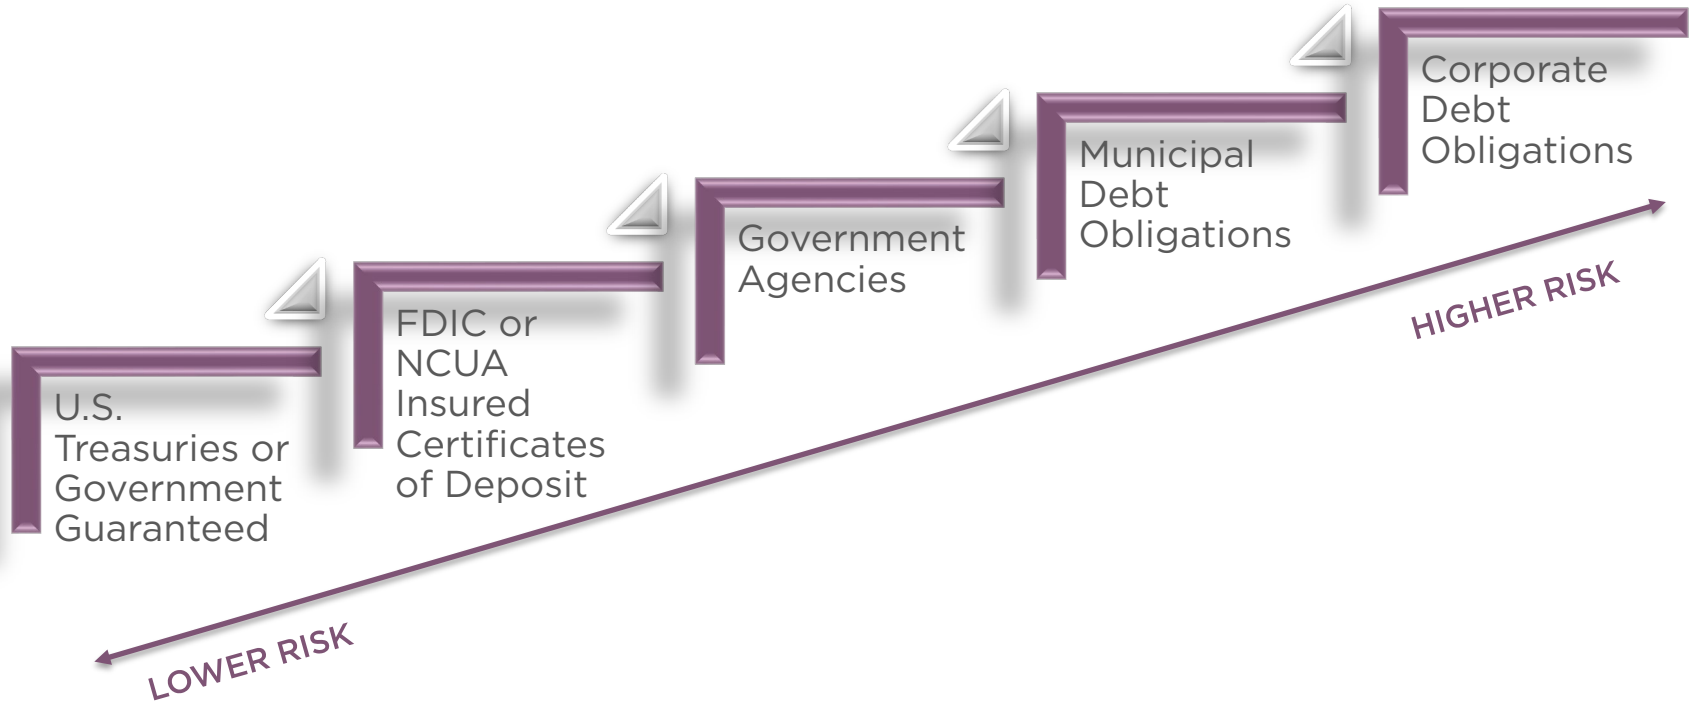 U.S.
Treasuries or
Government
Guaranteed
FDIC or
NCUA
Insured
Certificates
of Deposit
Government
Agencies
Municipal
Debt
Obligations
Corporate
Debt
Obligations
LOWER RISK
HIGHER RISK